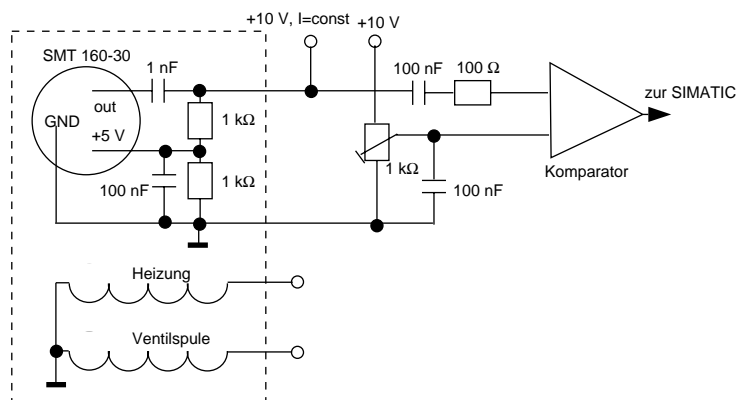 +10 V, I=const
+10 V
SMT 160-30
1 nF
100 nF
100 Ω
zur SIMATIC
out
GND
1 kΩ
+5 V
Komparator
1 kΩ
1 kΩ
100 nF
100 nF
Heizung
Ventilspule